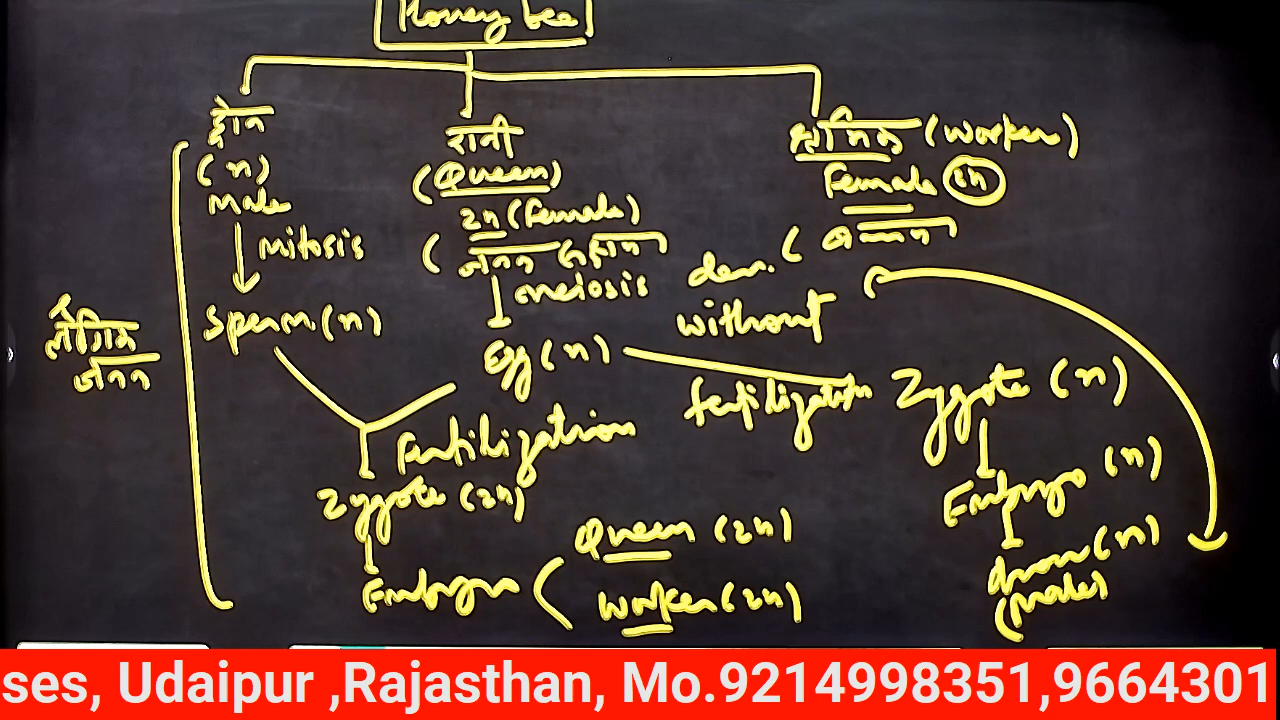 Honey bee
ड्रोन
(n)
Male
Mitosis
Sperm (n)
लैंगिक
जनन
रानी
(Queen)
2n (Female)
(जनन
meiosis
Egg (n)
Fertilization
Zygote (2n)
Embryo
Queen (2n)
Worker (2n)
श्रमिक (Worker)
Female 2n
(
without
fertilization
Zygote (n)
Embryo (n)
drone (n)
(male)
ses, Udaipur ,Rajasthan, Mo.9214998351,9664301